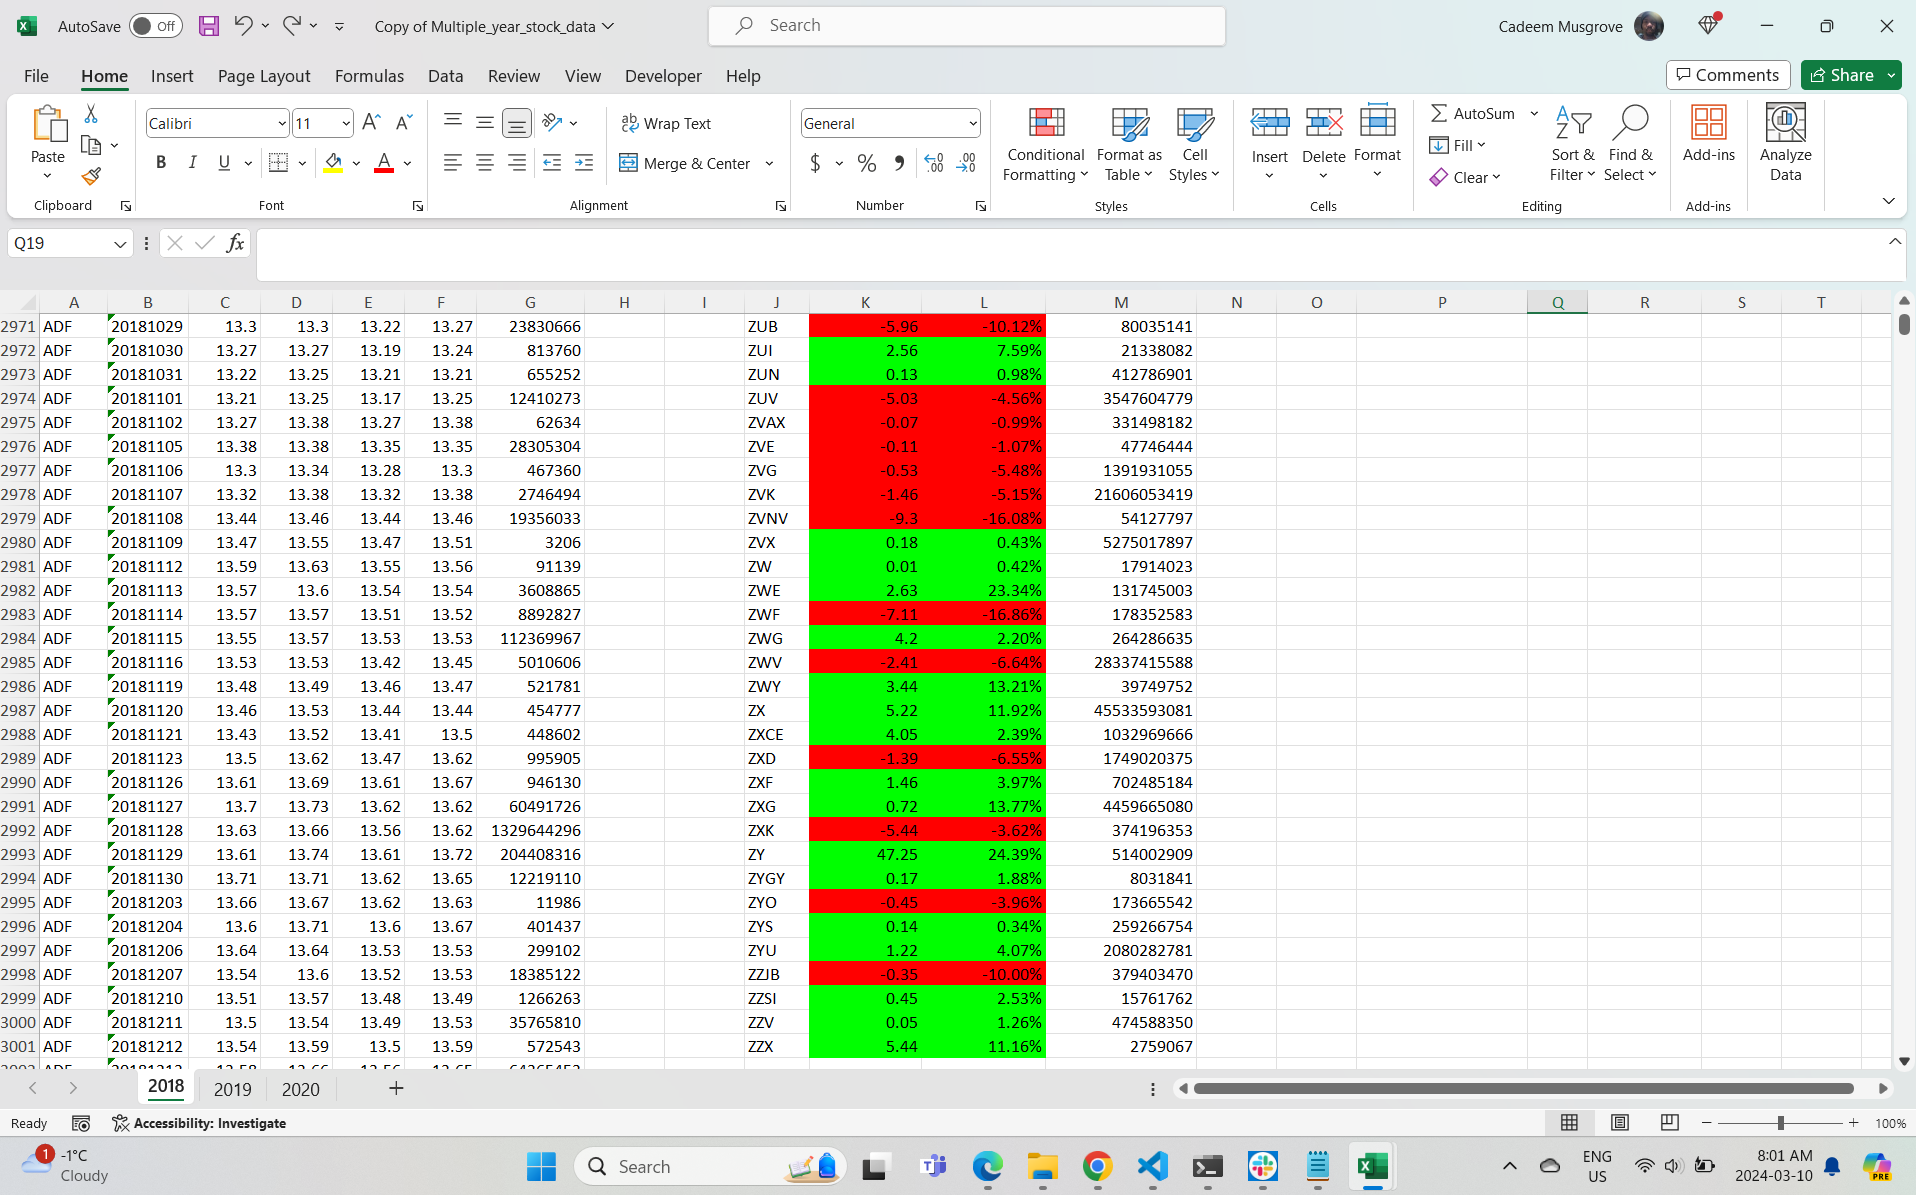 AutoSave Off Copy of Multiple_year_stock_data Search Cadeem Musgrove
File Home Insert Page Layout Formulas Data Review View Developer Help Comments Share
Paste Calibri 11 B I U A
ab Wrap Text
Merge & Center
General
$ %
Conditional Formatting
Format as Table
Cell Styles
Insert Delete Format
AutoSum
Fill
Clear
Sort & Filter
Find & Select
Add-ins
Analyze Data
Clipboard Font Alignment Number Styles Cells Editing Add-ins
Q19 fx
A B C D E F G H I J K L M N O P Q R S T
2971 ADF 20181029 13.3 13.3 13.22 13.27 23830666 ZUB -5.96 -10.12% 80035141
2972 ADF 20181030 13.27 13.27 13.19 13.24 813760 ZUI 2.56 7.59% 21338082
2973 ADF 20181031 13.22 13.25 13.21 13.21 655252 ZUN 0.13 0.98% 412786901
2974 ADF 20181101 13.21 13.25 13.17 13.25 12410273 ZUV -5.03 -4.56% 3547604779
2975 ADF 20181102 13.27 13.38 13.27 13.38 62634 ZVAX -0.07 -0.99% 331498182
2976 ADF 20181105 13.38 13.38 13.35 13.35 28305304 ZVE -0.11 -1.07% 47746444
2977 ADF 20181106 13.3 13.34 13.28 13.3 467360 ZVG -0.53 -5.48% 1391931055
2978 ADF 20181107 13.32 13.38 13.32 13.38 2746494 ZVK -1.46 -5.15% 21606053419
2979 ADF 20181108 13.44 13.46 13.44 13.46 19356033 ZVNV -9.3 -16.08% 54127797
2980 ADF 20181109 13.47 13.55 13.47 13.51 3206 ZVX 0.18 0.43% 5275017897
2981 ADF 20181112 13.59 13.63 13.55 13.56 91139 ZW 0.01 0.42% 17914023
2982 ADF 20181113 13.57 13.6 13.54 13.54 3608865 ZWE 2.63 23.34% 131745003
2983 ADF 20181114 13.57 13.57 13.51 13.52 8892827 ZWF -7.11 -16.86% 178352583
2984 ADF 20181115 13.55 13.57 13.53 13.53 112369967 ZWG 4.2 2.20% 264286635
2985 ADF 20181116 13.53 13.53 13.42 13.45 5010606 ZWV -2.41 -6.64% 28337415588
2986 ADF 20181119 13.48 13.49 13.46 13.47 521781 ZWY 3.44 13.21% 39749752
2987 ADF 20181120 13.46 13.53 13.44 13.44 454777 ZX 5.22 11.92% 45533593081
2988 ADF 20181121 13.43 13.52 13.41 13.5 448602 ZXCE 4.05 2.39% 1032969666
2989 ADF 20181123 13.5 13.62 13.47 13.62 995905 ZXD -1.39 -6.55% 1749020375
2990 ADF 20181126 13.61 13.69 13.61 13.67 946130 ZXF 1.46 3.97% 702485184
2991 ADF 20181127 13.7 13.73 13.62 13.62 60491726 ZXG 0.72 13.77% 4459665080
2992 ADF 20181128 13.63 13.66 13.56 13.62 1329644296 ZXK -5.44 -3.62% 374196353
2993 ADF 20181129 13.61 13.74 13.61 13.72 204408316 ZY 47.25 24.39% 514002909
2994 ADF 20181130 13.71 13.71 13.62 13.65 12219110 ZYGY 0.17 1.88% 8031841
2995 ADF 20181203 13.66 13.67 13.62 13.63 11986 ZYO -0.45 -3.96% 173665542
2996 ADF 20181204 13.6 13.71 13.6 13.67 401437 ZYS 0.14 0.34% 259266754
2997 ADF 20181206 13.64 13.64 13.53 13.53 299102 ZYU 1.22 4.07% 2080282781
2998 ADF 20181207 13.54 13.6 13.52 13.53 18385122 ZZJB -0.35 -10.00% 379403470
2999 ADF 20181210 13.51 13.57 13.48 13.49 1266263 ZZSI 0.45 2.53% 15761762
3000 ADF 20181211 13.5 13.54 13.49 13.53 35765810 ZZV 0.05 1.26% 474588350
3001 ADF 20181212 13.54 13.59 13.5 13.59 572543 ZZX 5.44 11.16% 2759067
2018 2019 2020
Ready Accessibility: Investigate 100%
1 -1°C
Cloudy
Search
ENG
US
8:01 AM
2024-03-10
PRE